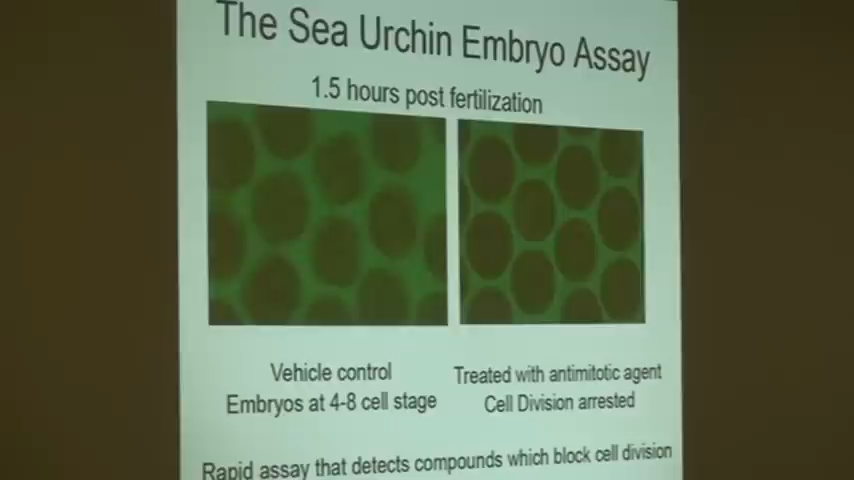 The Sea Urchin Embryo Assay
1.5 hours post fertilization
Vehicle control
Embryos at 4-8 cell stage
Treated with antimitotic agent
Cell Division arrested
Rapid assay that detects compounds which block cell division